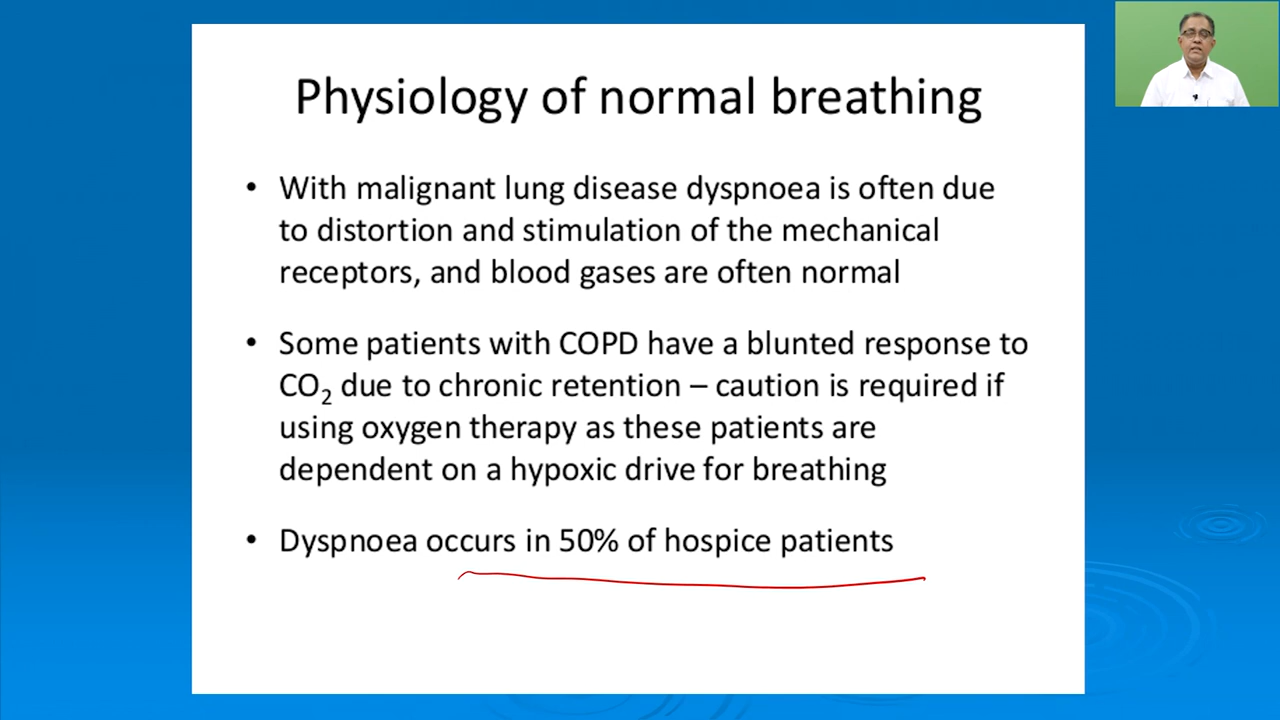 Physiology of normal breathing
• With malignant lung disease dyspnoea is often due
to distortion and stimulation of the mechanical
receptors, and blood gases are often normal
• Some patients with COPD have a blunted response to
CO₂ due to chronic retention – caution is required if
using oxygen therapy as these patients are
dependent on a hypoxic drive for breathing
• Dyspnoea occurs in 50% of hospice patients